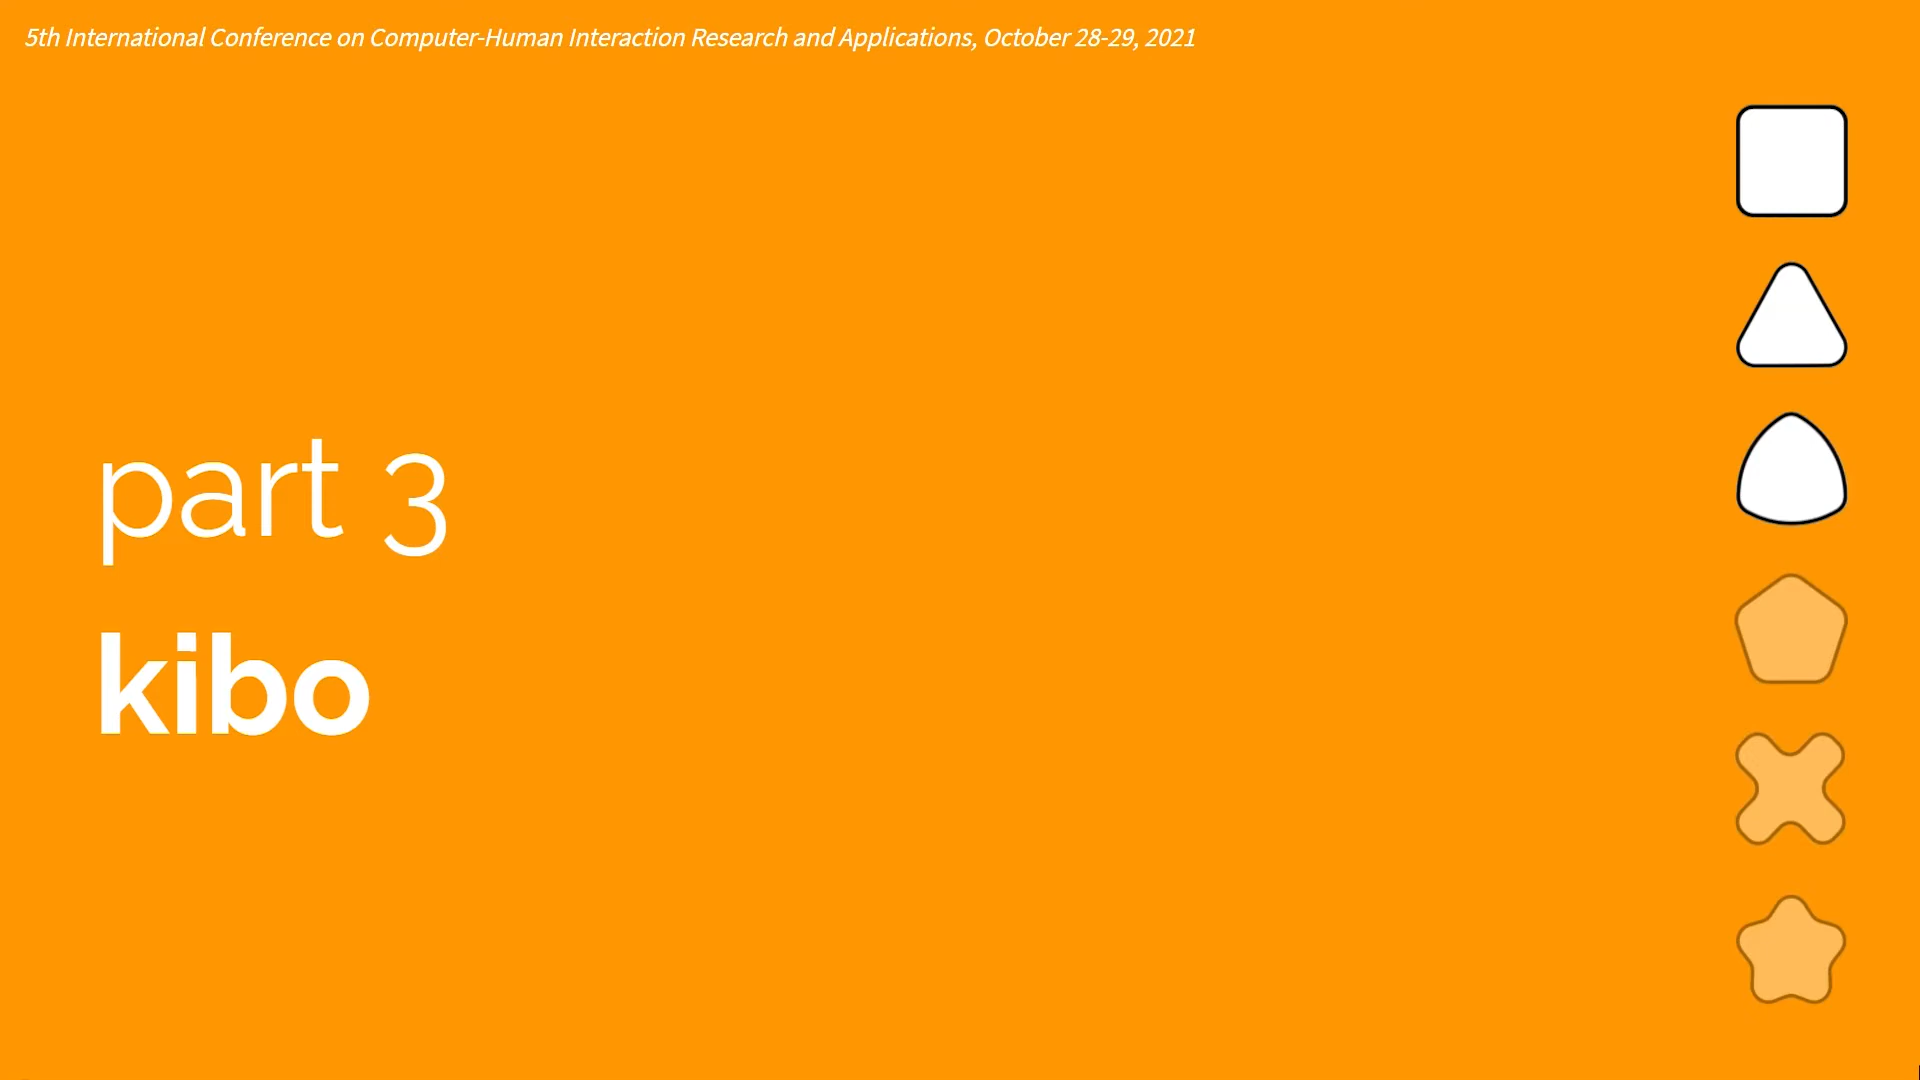 5th International Conference on Computer-Human Interaction Research and Applications, October 28-29, 2021
part 3
kibo